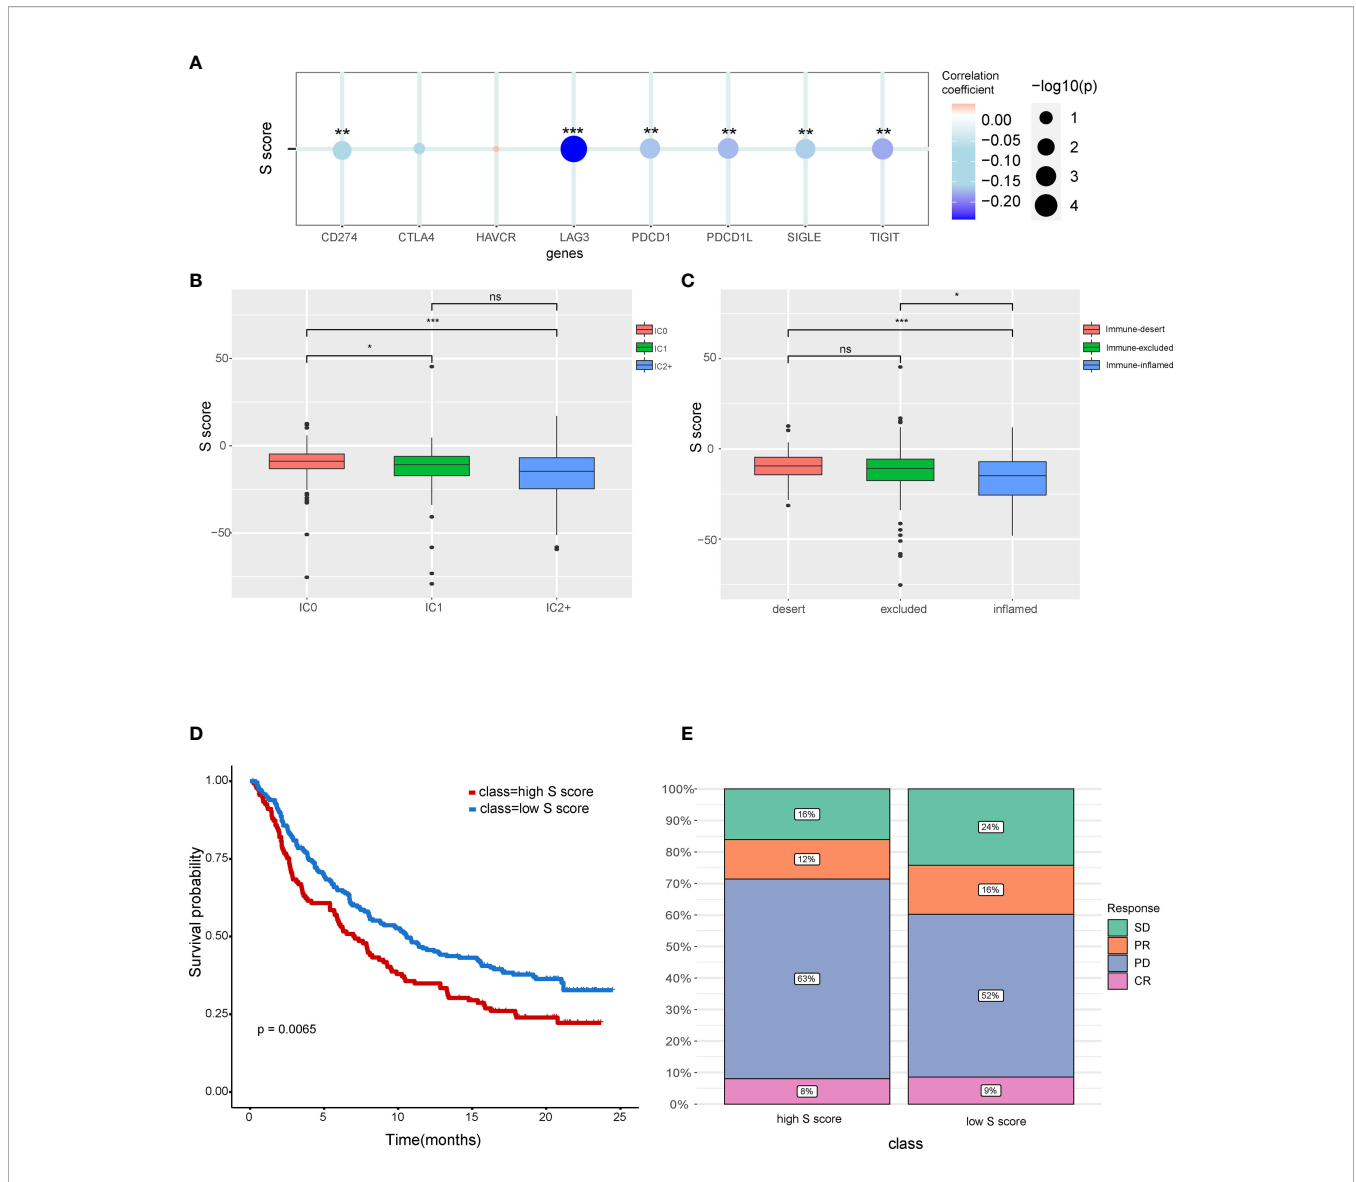 A
Correlation
coefficient
−log10(p)
S score
**
***
**
**
**
**
0.00
−0.05
−0.10
−0.15
−0.20
1
2
3
4
CD274
CTLA4
HAVCR
LAG3
PDCD1
PDCD1L
SIGLE
TIGIT
genes
B
S score
50
0
−50
ns
***
*
IC0
IC1
IC2+
IC0
IC1
IC2+
C
S score
50
0
−50
*
***
ns
Immune-desert
Immune-excluded
Immune-inflamed
desert
excluded
inflamed
D
Survival probability
1.00
0.75
0.50
0.25
0.00
class=high S score
class=low S score
p = 0.0065
0
5
10
15
20
25
Time(months)
E
100%
90%
80%
70%
60%
50%
40%
30%
20%
10%
0%
16%
12%
63%
8%
24%
16%
52%
9%
high S score
low S score
class
Response
SD
PR
PD
CR